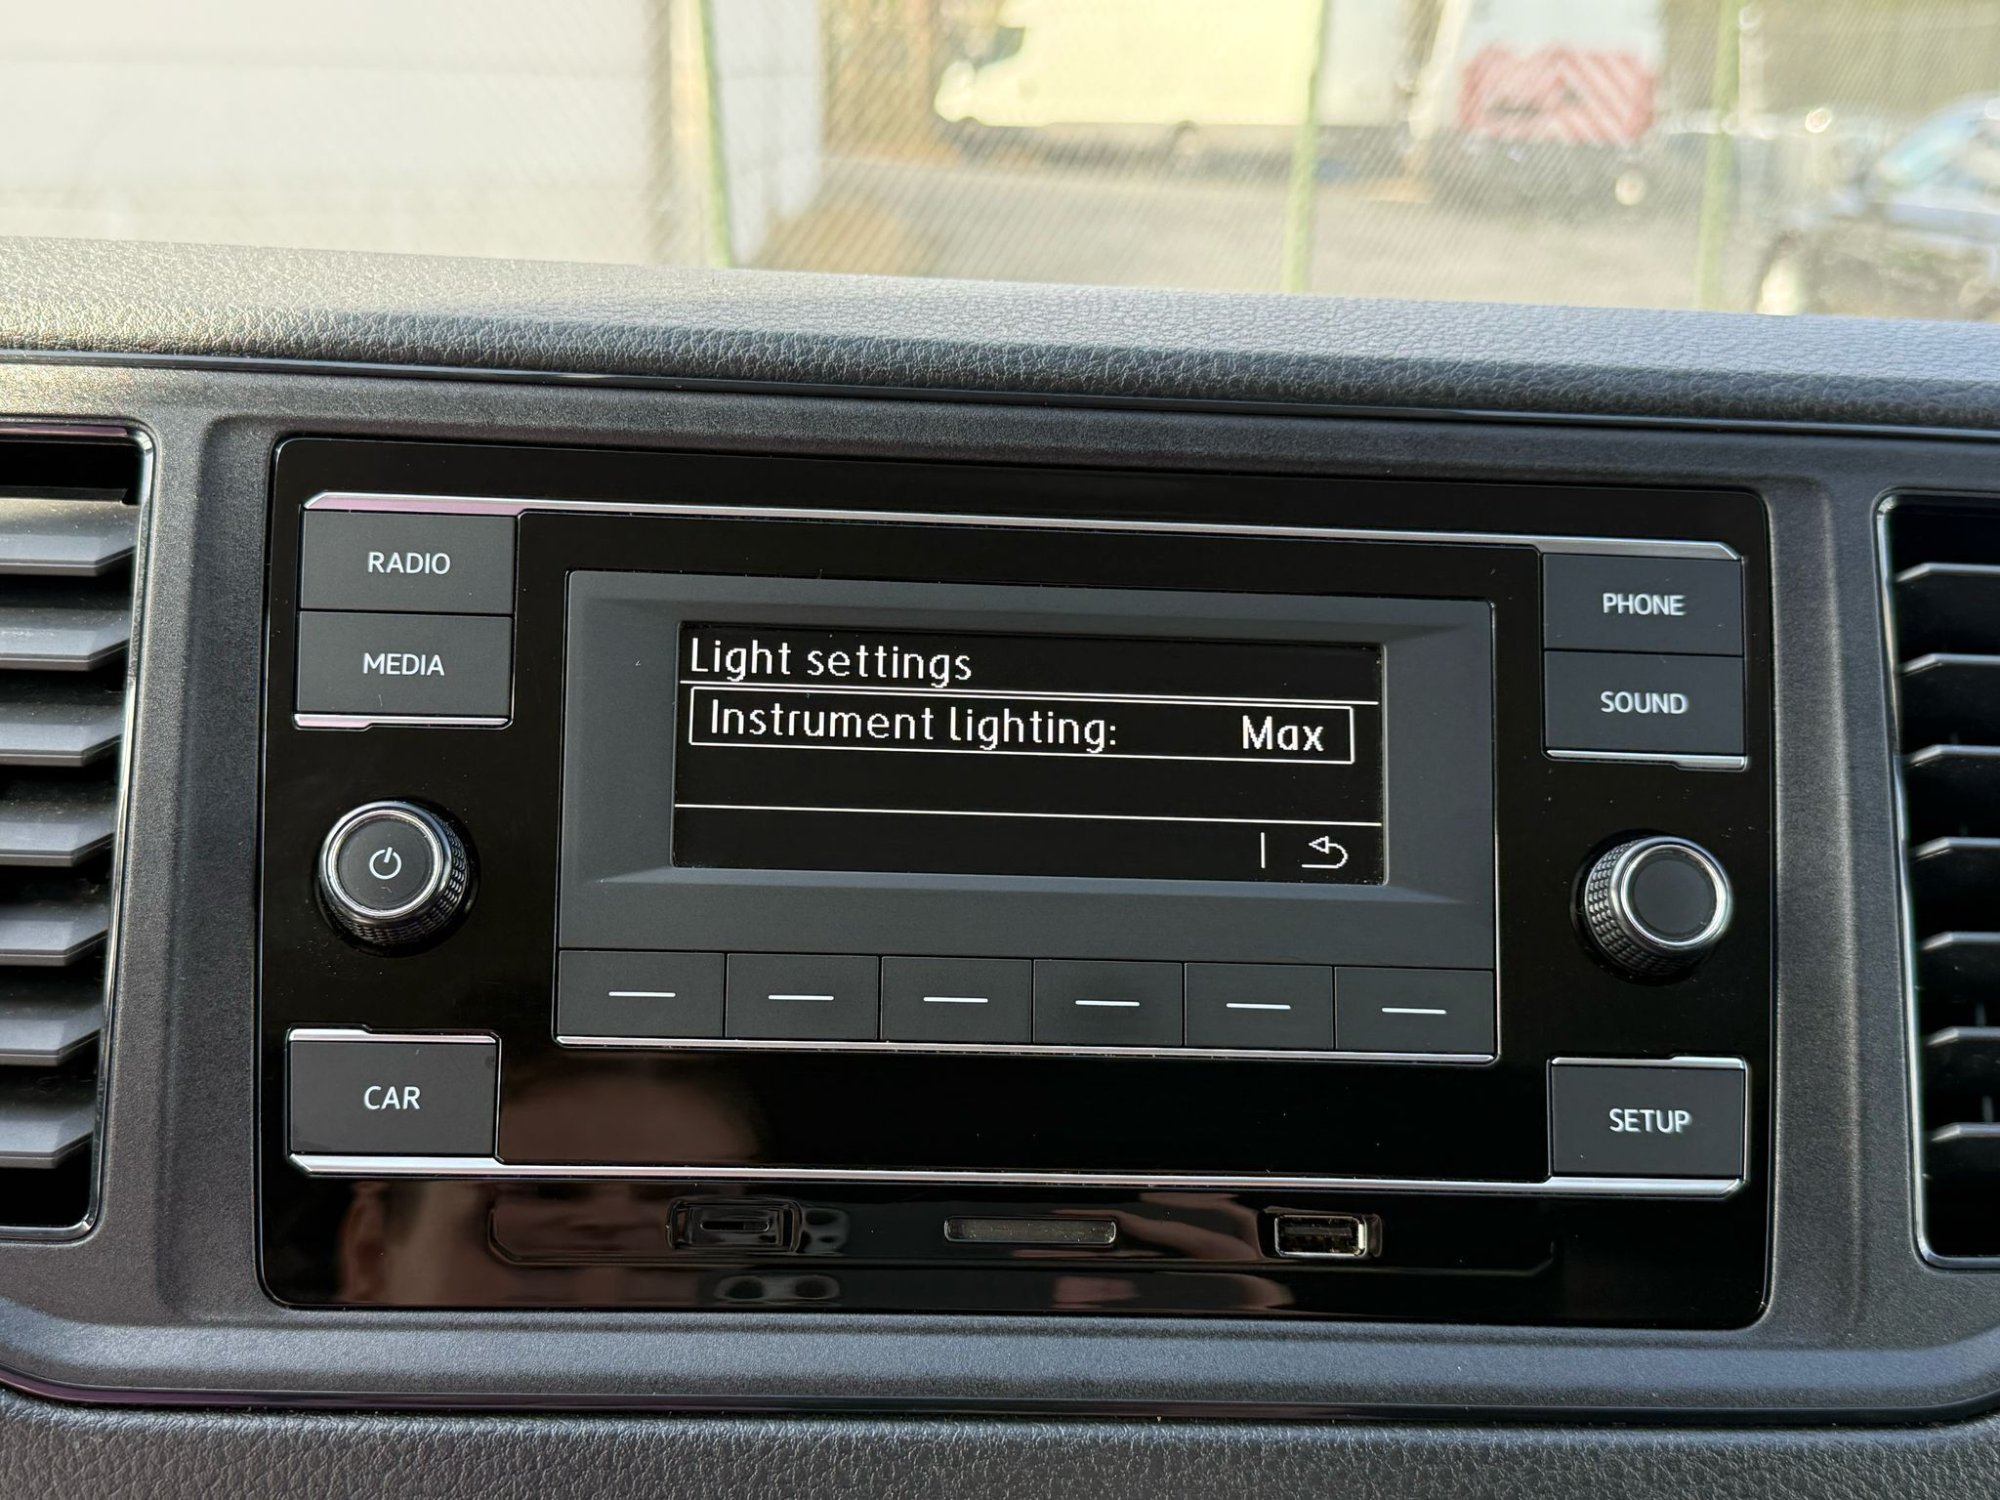 RADIO
MEDIA
Light settings
Instrument lighting: Max
PHONE
SOUND
CAR
SETUP